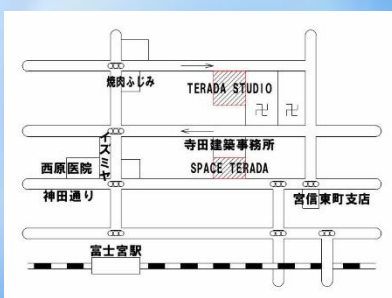 焼肉ふじみ
TERADA STUDIO
卍 卍
寺田建築事務所
イズミヤ
西原医院
SPACE TERADA
神田通り
宮信東町支店
富士宮駅